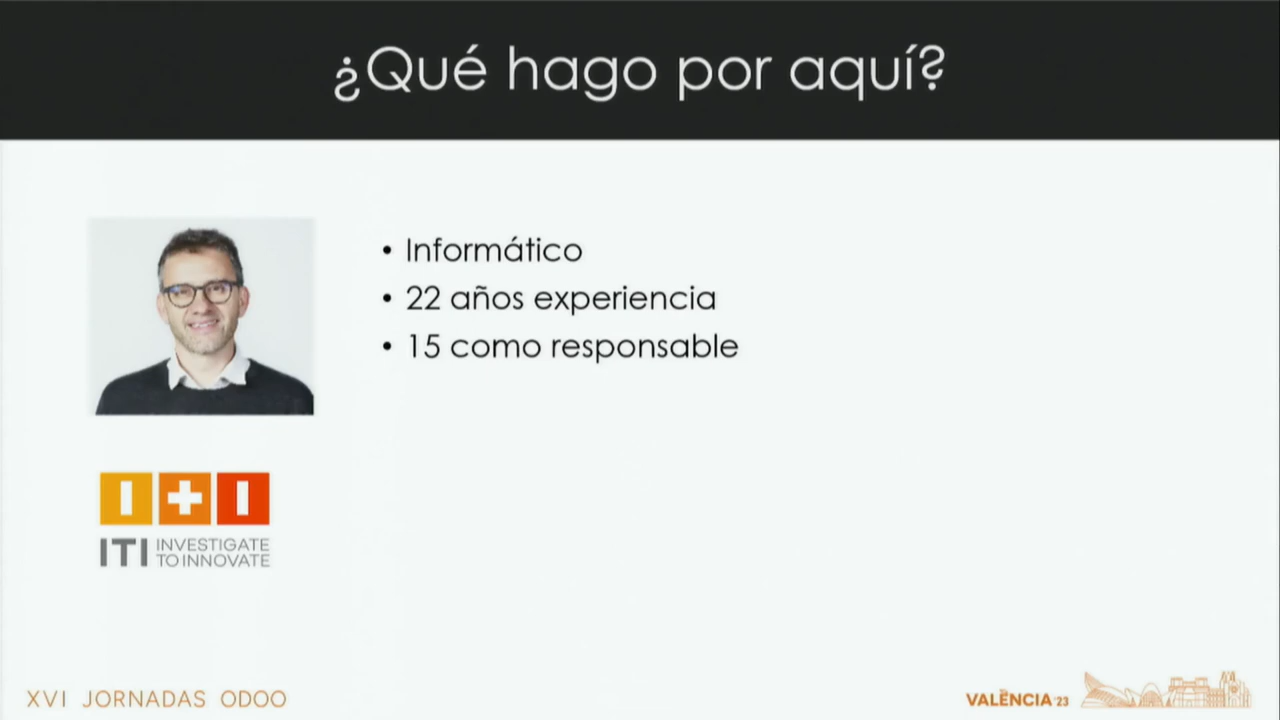 ¿Qué hago por aquí?
• Informático
• 22 años experiencia
• 15 como responsable
I+I
ITI INVESTIGATE
TO INNOVATE
XVI JORNADAS ODOO
VALÈNCIA '23